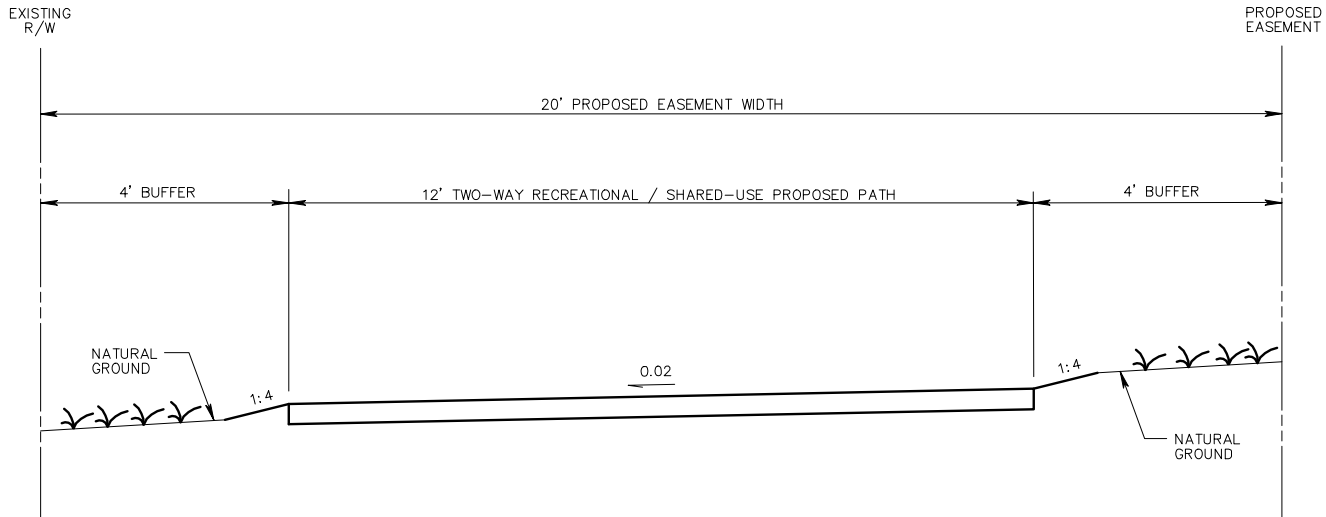 EXISTING
R/W
PROPOSED
EASEMENT
20' PROPOSED EASEMENT WIDTH
4' BUFFER
12' TWO-WAY RECREATIONAL / SHARED-USE PROPOSED PATH
4' BUFFER
NATURAL
GROUND
1:4
0.02
1:4
NATURAL
GROUND